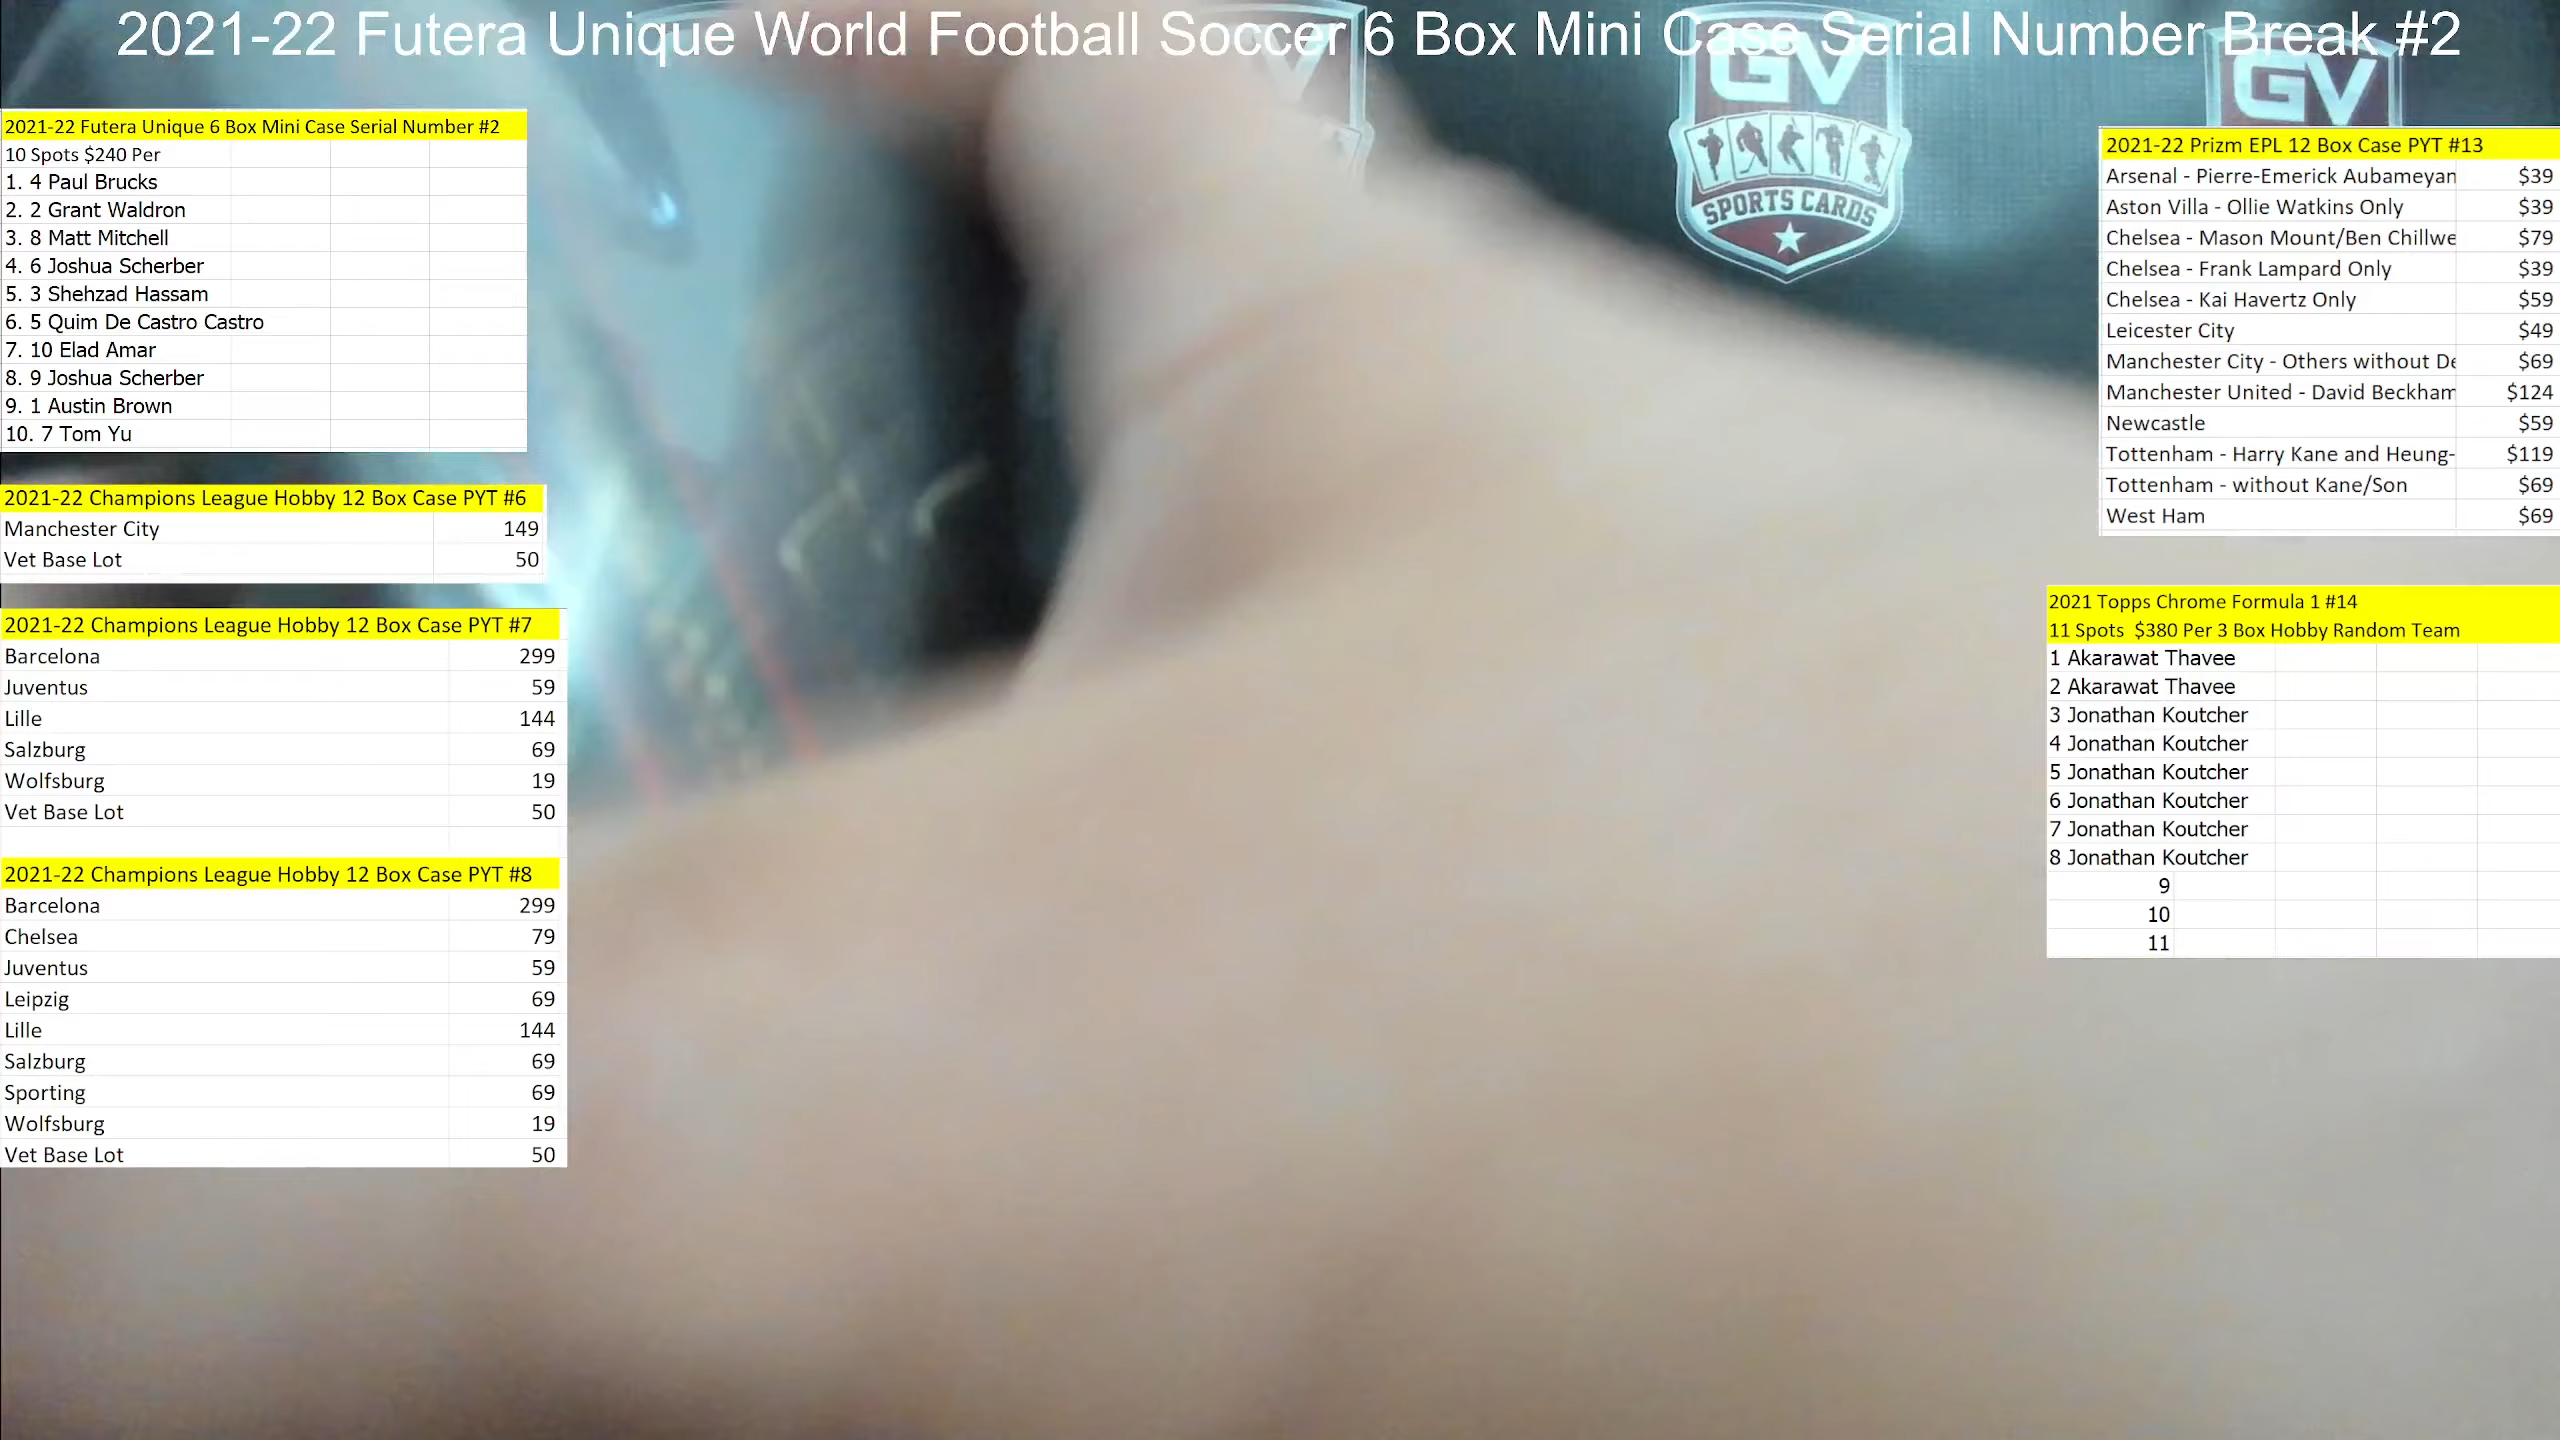 2021-22 Futera Unique World Football Soccer 6 Box Mini Case Serial Number Break #2
GV
SPORTS CARDS
GV
2021-22 Futera Unique 6 Box Mini Case Serial Number #2
10 Spots $240 Per
1. 4 Paul Brucks
2. 2 Grant Waldron
3. 8 Matt Mitchell
4. 6 Joshua Scherber
5. 3 Shehzad Hassam
6. 5 Quim De Castro Castro
7. 10 Elad Amar
8. 9 Joshua Scherber
9. 1 Austin Brown
10. 7 Tom Yu
2021-22 Champions League Hobby 12 Box Case PYT #6
Manchester City 149
Vet Base Lot 50
2021-22 Champions League Hobby 12 Box Case PYT #7
Barcelona 299
Juventus 59
Lille 144
Salzburg 69
Wolfsburg 19
Vet Base Lot 50
2021-22 Champions League Hobby 12 Box Case PYT #8
Barcelona 299
Chelsea 79
Juventus 59
Leipzig 69
Lille 144
Salzburg 69
Sporting 69
Wolfsburg 19
Vet Base Lot 50
2021-22 Prizm EPL 12 Box Case PYT #13
Arsenal - Pierre-Emerick Aubameyan $39
Aston Villa - Ollie Watkins Only $39
Chelsea - Mason Mount/Ben Chillwe $79
Chelsea - Frank Lampard Only $39
Chelsea - Kai Havertz Only $59
Leicester City $49
Manchester City - Others without De $69
Manchester United - David Beckham $124
Newcastle $59
Tottenham - Harry Kane and Heung- $119
Tottenham - without Kane/Son $69
West Ham $69
2021 Topps Chrome Formula 1 #14
11 Spots $380 Per 3 Box Hobby Random Team
1 Akarawat Thavee
2 Akarawat Thavee
3 Jonathan Koutcher
4 Jonathan Koutcher
5 Jonathan Koutcher
6 Jonathan Koutcher
7 Jonathan Koutcher
8 Jonathan Koutcher
9
10
11